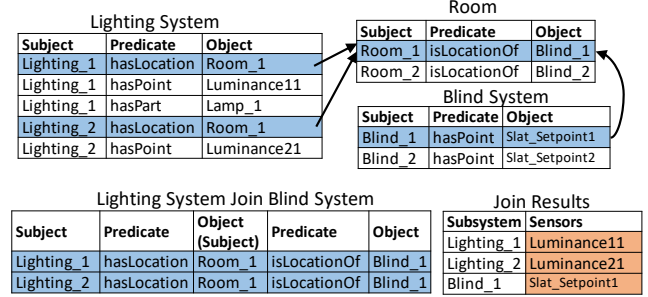 Lighting System
Subject Predicate Object
Lighting_1 hasLocation Room_1
Lighting_1 hasPoint Luminance11
Lighting_1 hasPart Lamp_1
Lighting_2 hasLocation Room_1
Lighting_2 hasPoint Luminance21
Room
Subject Predicate Object
Room_1 isLocationOf Blind_1
Room_2 isLocationOf Blind_2
Blind System
Subject Predicate Object
Blind_1 hasPoint Slat_Setpoint1
Blind_2 hasPoint Slat_Setpoint2
Lighting System Join Blind System
Subject Predicate Object (Subject) Predicate Object
Lighting_1 hasLocation Room_1 isLocationOf Blind_1
Lighting_2 hasLocation Room_1 isLocationOf Blind_1
Join Results
Subsystem Sensors
Lighting_1 Luminance11
Lighting_2 Luminance21
Blind_1 Slat_Setpoint1